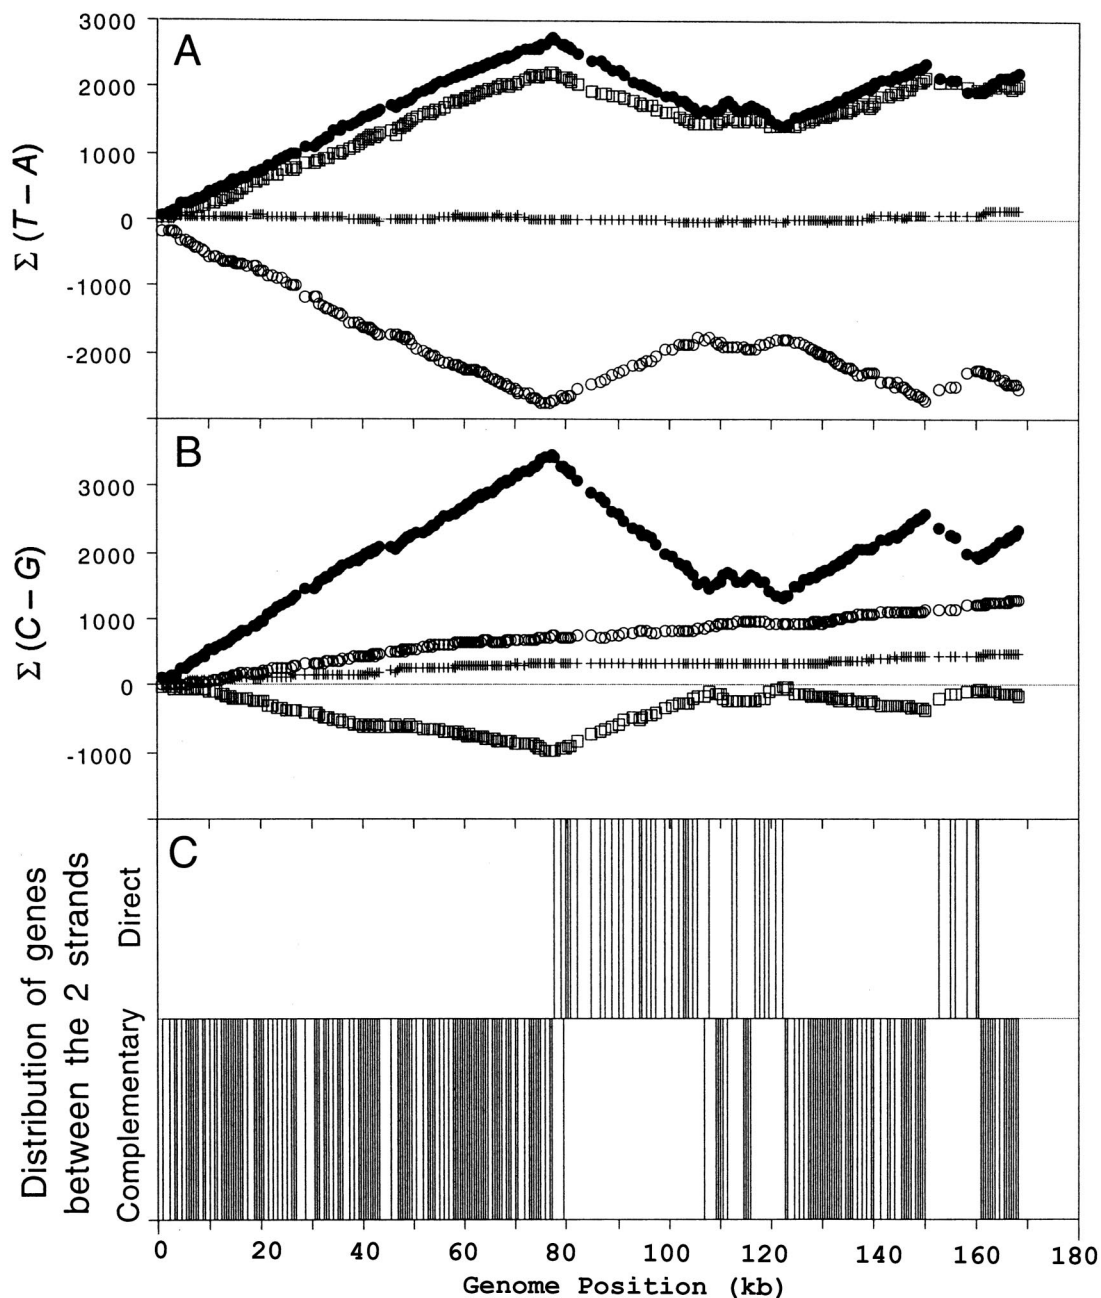 A
3000
2000
1000
0
-1000
-2000
Σ (T – A)
B
3000
2000
1000
0
-1000
Σ (C – G)
C
Distribution of genes
between the 2 strands
Direct
Complementary
0 20 40 60 80 100 120 140 160 180
Genome Position (kb)